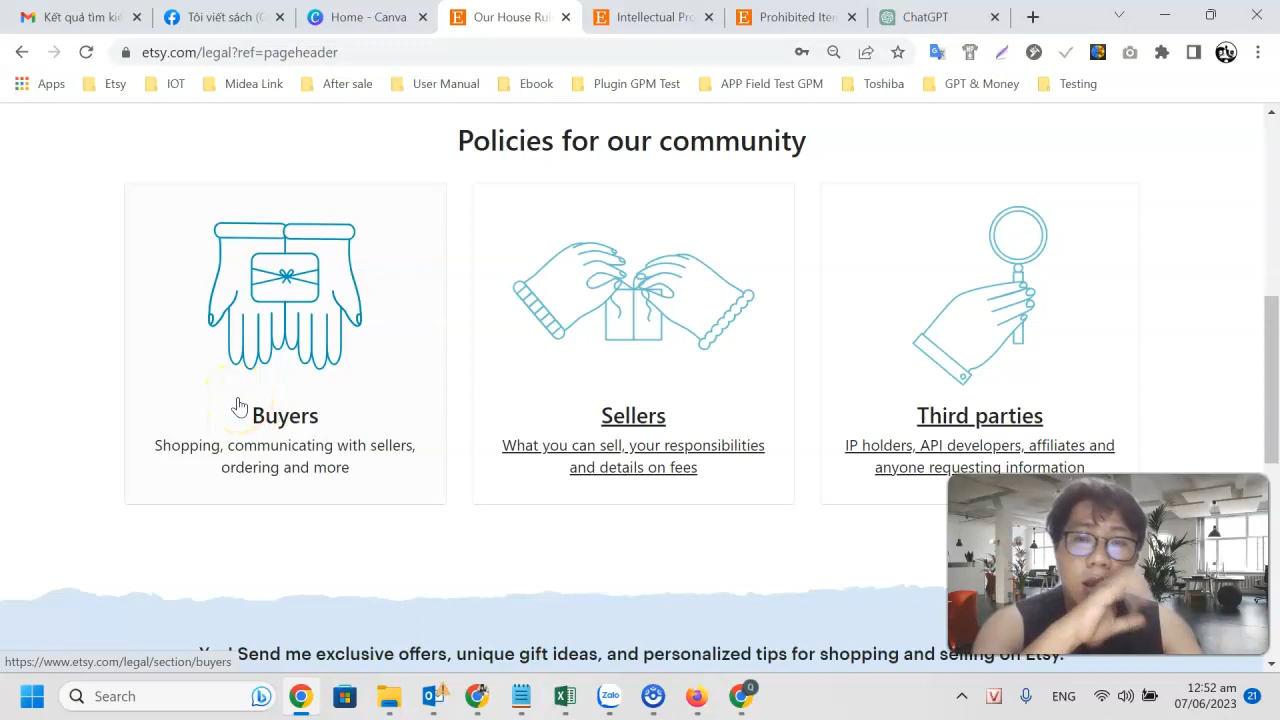 Kết quả tìm kiế
Tôi viết sách (
Home - Canva
Our House Rul
Intellectual Pro
Prohibited Iten
ChatGPT
etsy.com/legal?ref=pageheader
Apps
Etsy
IOT
Midea Link
After sale
User Manual
Ebook
Plugin GPM Test
APP Field Test GPM
Toshiba
GPT & Money
Testing
Policies for our community
Buyers
Shopping, communicating with sellers,
ordering and more
Sellers
What you can sell, your responsibilities
and details on fees
Third parties
IP holders, API developers, affiliates and
anyone requesting information
Send me exclusive offers, unique gift ideas, and personalized tips for shopping and selling on Etsy.
https://www.etsy.com/legal/section/buyers
Search
Zalo
Q
V
ENG
12:52 am
07/06/2023
21